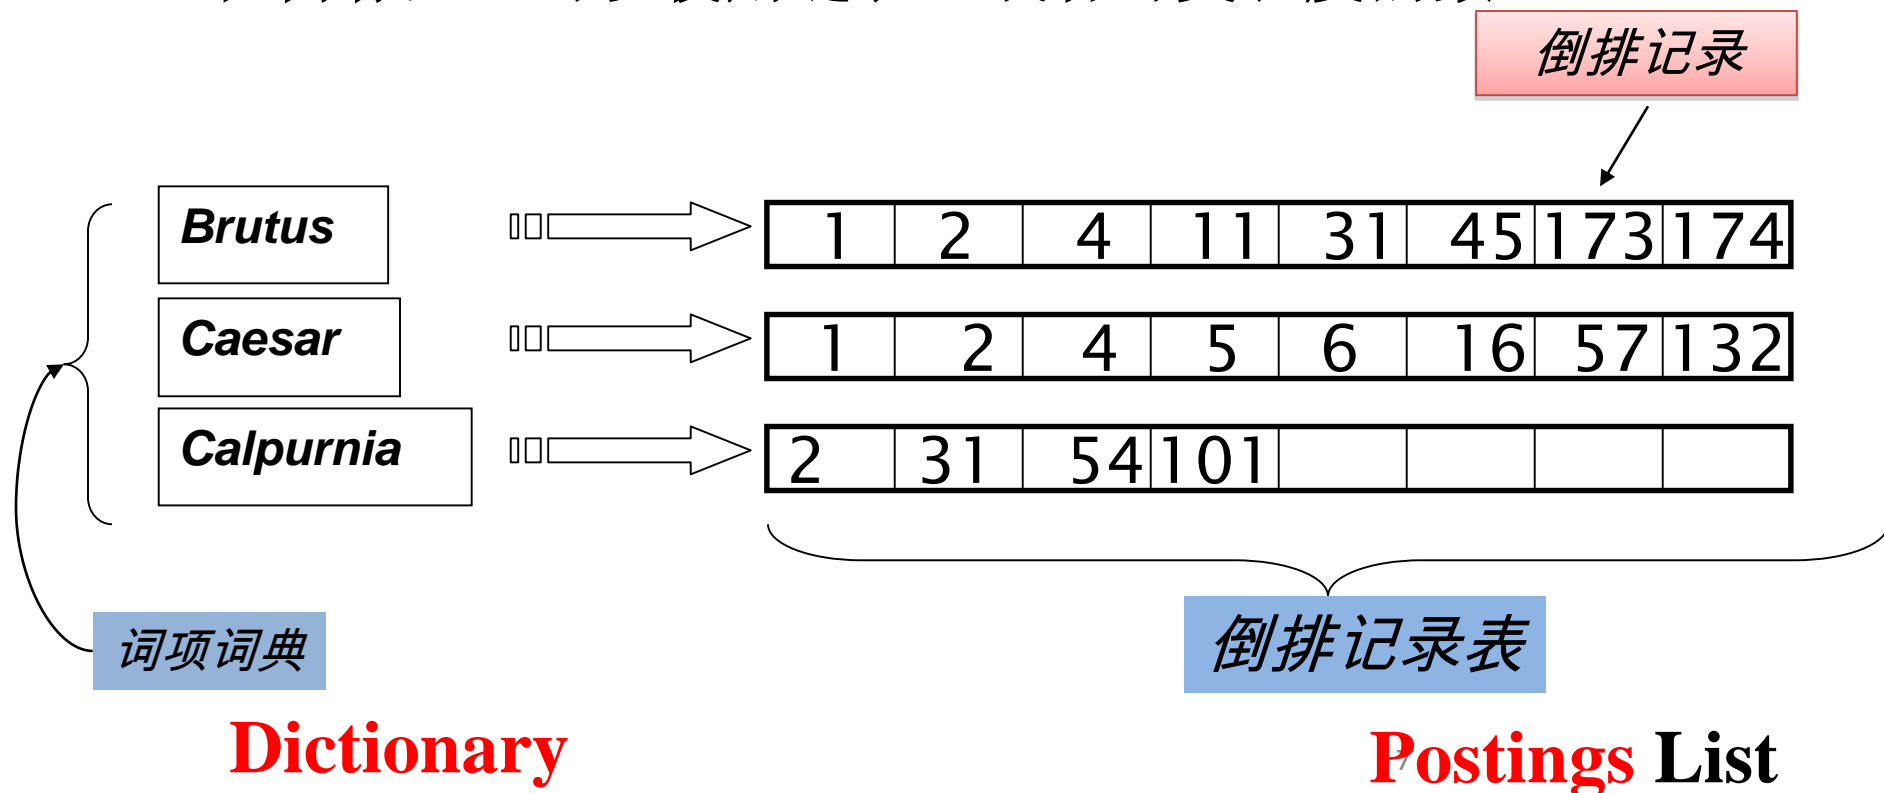 倒排记录
Brutus 1 2 4 11 31 45 173 174
Caesar 1 2 4 5 6 16 57 132
Calpurnia 2 31 54 101
词项词典
倒排记录表
Dictionary
Postings List